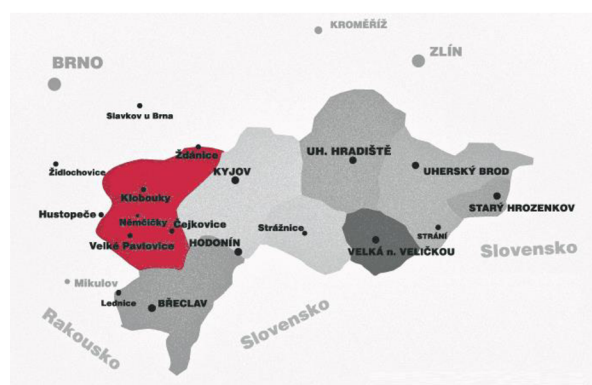 KROMĚŘÍŽ
ZLÍN
BRNO
Slavkov u Brna
Ždánice
UH. HRADIŠTĚ
Židlochovice
KYJOV
UHERSKÝ BROD
Klobouky
STARÝ HROZENKOV
Hustopeče
Němčičky
Čejkovice
Strážnice
STRÁNÍ
Velké Pavlovice
HODONÍN
VELKÁ n. VELIČKOU
Slovensko
Mikulov
Lednice
BŘECLAV
Slovensko
Rakousko